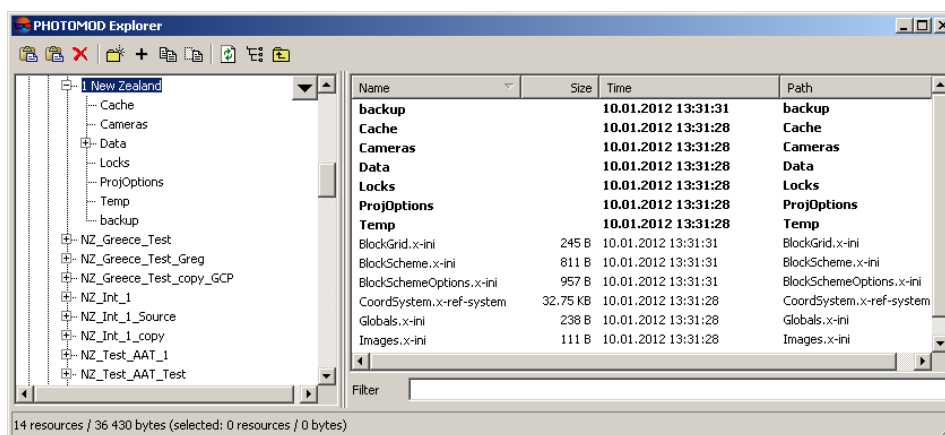 PHOTOMOD Explorer
1 New Zealand
Cache
Cameras
Data
Locks
ProjOptions
Temp
backup
NZ_Greece_Test
NZ_Greece_Test_Greg
NZ_Greece_Test_copy_GCP
NZ_Int_1
NZ_Int_1_Source
NZ_Int_1_copy
NZ_Test_AAT_1
NZ_Test_AAT_Test
Name Size Time Path
backup 10.01.2012 13:31:31 backup
Cache 10.01.2012 13:31:28 Cache
Cameras 10.01.2012 13:31:28 Cameras
Data 10.01.2012 13:31:28 Data
Locks 10.01.2012 13:31:28 Locks
ProjOptions 10.01.2012 13:31:28 ProjOptions
Temp 10.01.2012 13:31:28 Temp
BlockGrid.x-ini 245 B 10.01.2012 13:31:31 BlockGrid.x-ini
BlockScheme.x-ini 811 B 10.01.2012 13:31:31 BlockScheme.x-ini
BlockSchemeOptions.x-ini 957 B 10.01.2012 13:31:31 BlockSchemeOptions.x-ini
CoordSystem.x-ref-system 32.75 KB 10.01.2012 13:31:28 CoordSystem.x-ref-system
Globals.x-ini 238 B 10.01.2012 13:31:28 Globals.x-ini
Images.x-ini 111 B 10.01.2012 13:31:28 Images.x-ini
Filter
14 resources / 36 430 bytes (selected: 0 resources / 0 bytes)